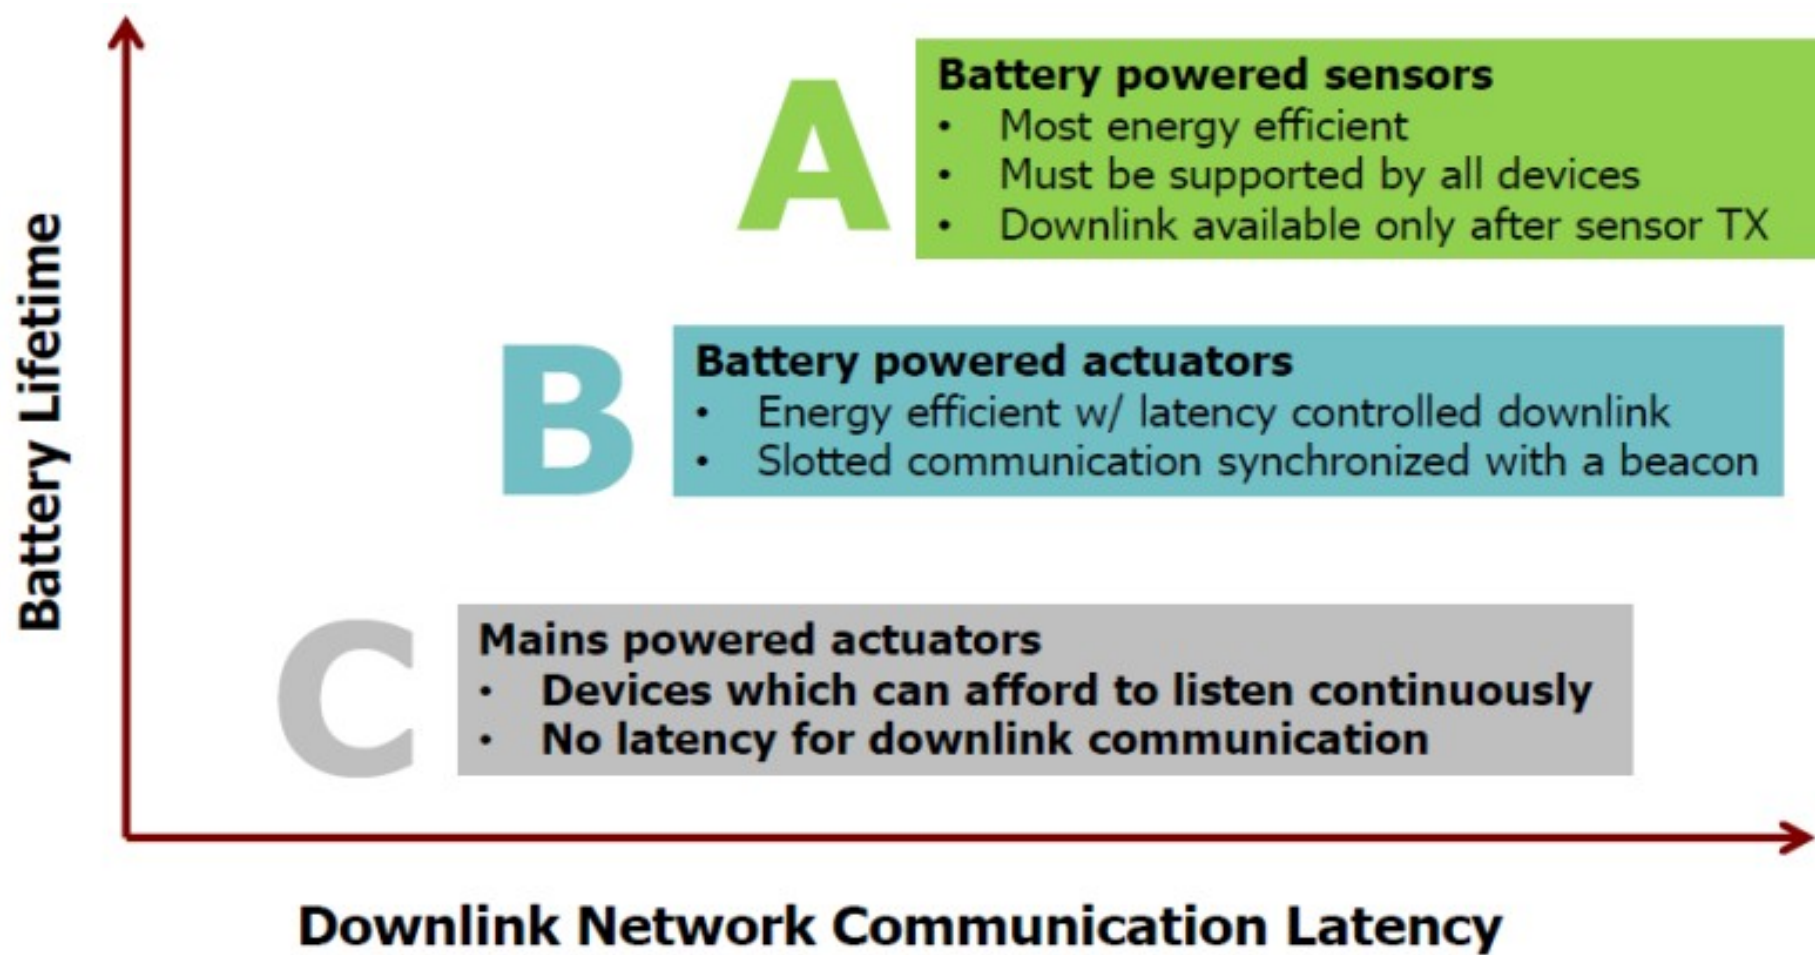 Battery Lifetime
A
Battery powered sensors
• Most energy efficient
• Must be supported by all devices
• Downlink available only after sensor TX
B
Battery powered actuators
• Energy efficient w/ latency controlled downlink
• Slotted communication synchronized with a beacon
C
Mains powered actuators
• Devices which can afford to listen continuously
• No latency for downlink communication
Downlink Network Communication Latency